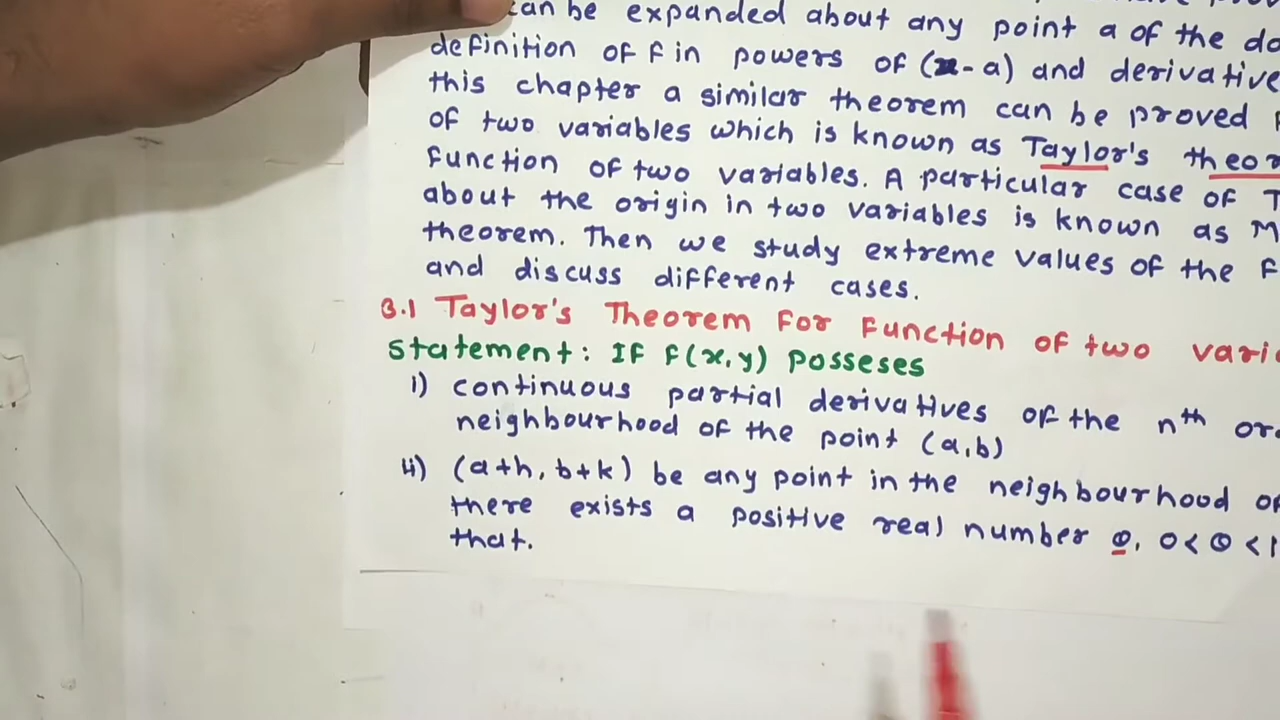 can be expanded about any point a of the do
definition of f in powers of (x-a) and derivative
this chapter a similar theorem can be proved
of two variables which is known as Taylor's theor
function of two variables. A particular case of T
about the origin in two variables is known as M
theorem. Then we study extreme values of the f
and discuss different cases.
3.1 Taylor's Theorem For Function of two varia
Statement: If f(x,y) posseses
i) continuous partial derivatives of the nth ord
neighbourhood of the point (a,b)
ii) (a+h, b+k) be any point in the neighbourhood of
there exists a positive real number θ, 0<θ<1
that.